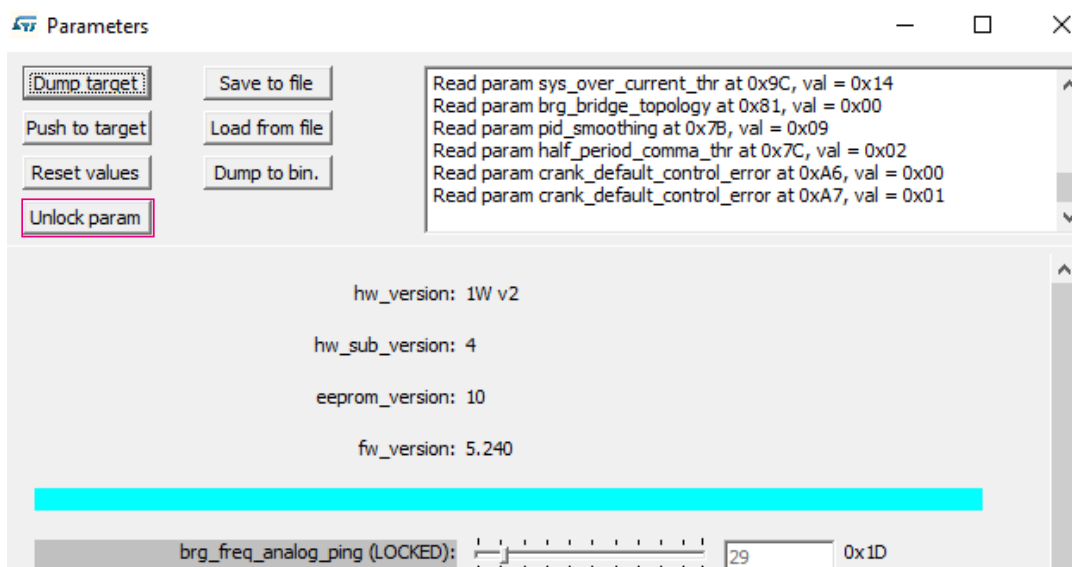 Parameters
Dump target
Save to file
Push to target
Load from file
Reset values
Dump to bin.
Unlock param
Read param sys_over_current_thr at 0x9C, val = 0x14
Read param brg_bridge_topology at 0x81, val = 0x00
Read param pid_smoothing at 0x7B, val = 0x09
Read param half_period_comma_thr at 0x7C, val = 0x02
Read param crank_default_control_error at 0xA6, val = 0x00
Read param crank_default_control_error at 0xA7, val = 0x01
hw_version: 1W v2
hw_sub_version: 4
eeprom_version: 10
fw_version: 5.240
brg_freq_analog_ping (LOCKED): 29 0x1D